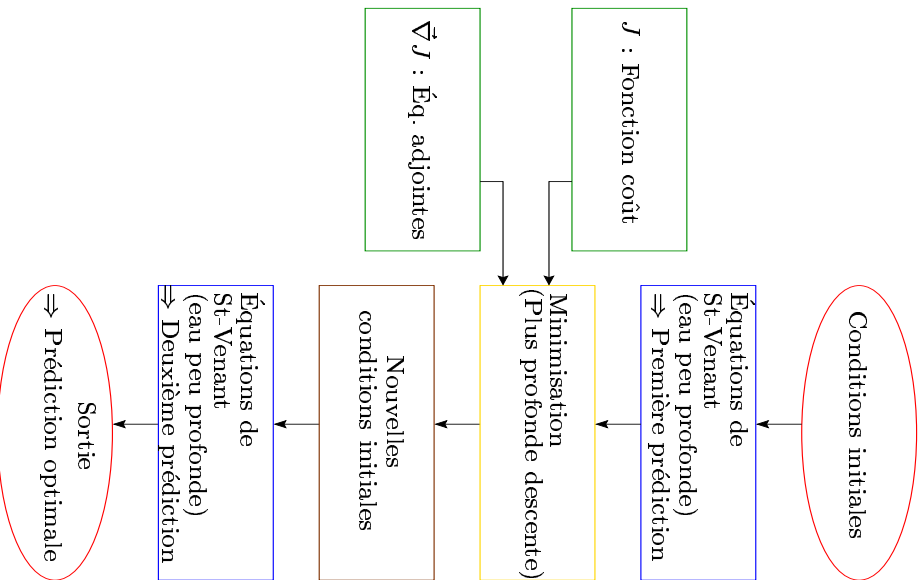 Conditions initiales
Équations de
St-Venant
(eau peu profonde)
⇒ Première prédiction
J : Fonction coût
∇⃗J : Éq. adjointes
Minimisation
(Plus profonde descente)
Nouvelles
conditions initiales
Équations de
St-Venant
(eau peu profonde)
⇒ Deuxième prédiction
Sortie
⇒ Prédiction optimale